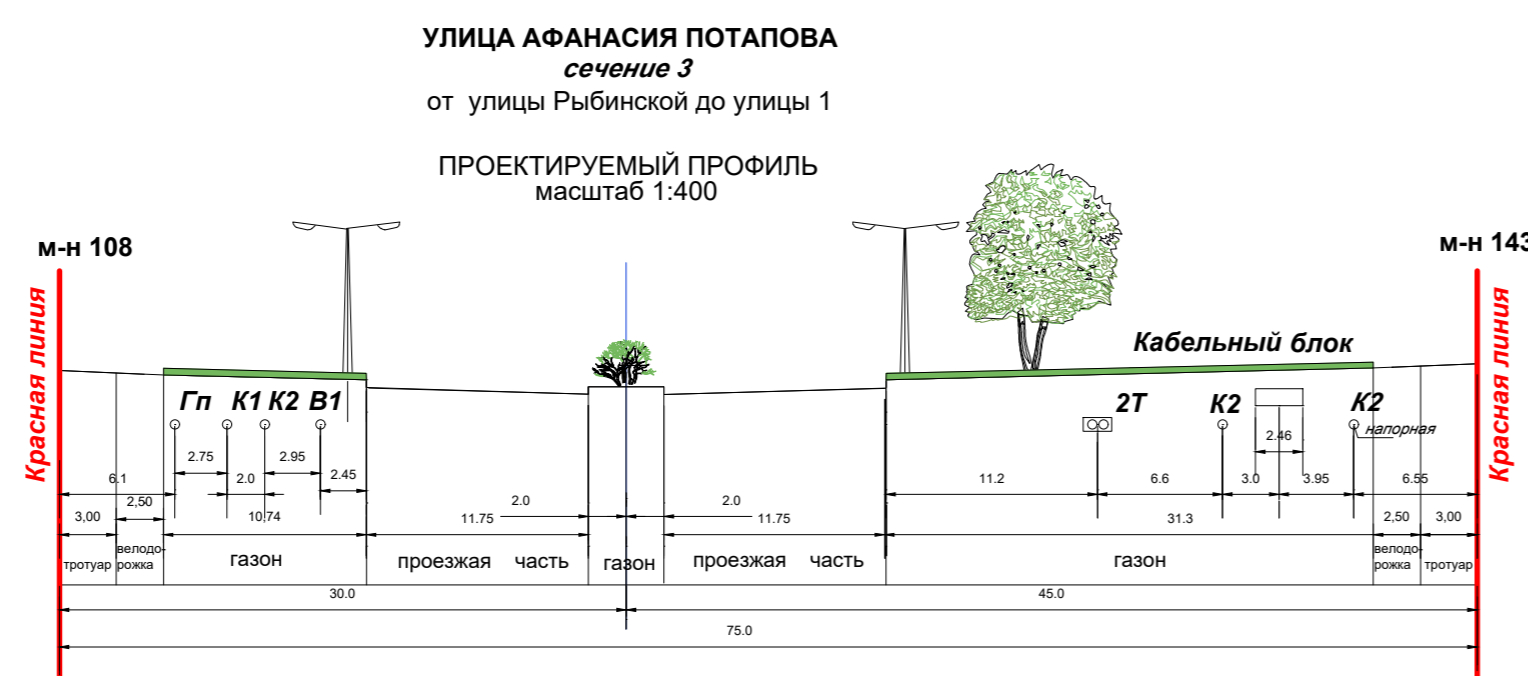 УЛИЦА АФАНАСИЯ ПОТАПОВА
сечение 3
от улицы Рыбинской до улицы 1
ПРОЕКТИРУЕМЫЙ ПРОФИЛЬ
масштаб 1:400
м-н 108
м-н 143
Красная линия
Красная линия
Кабельный блок
Гп К1 К2 В1
2Т К2 К2
напорная
2.75 2.95 2.46
6.1 2.0 2.45 11.2 6.6 3.0 3.95 6.55
2.0 2.0
3,00 2,50 10,74 11.75 11.75 31.3 2,50 3,00
тротуар
велодо-
рожка
газон
проезжая часть
газон
проезжая часть
газон
велодо-
рожка
тротуар
30.0 45.0
75.0